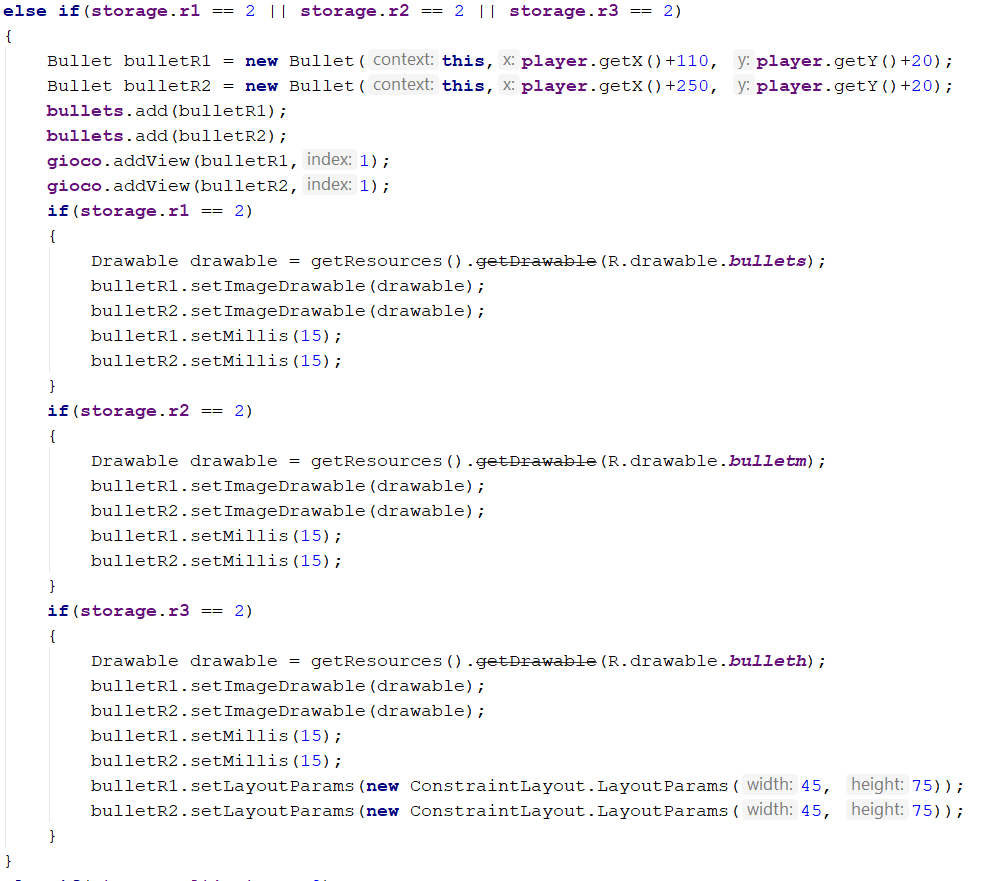 else if(storage.r1 == 2 || storage.r2 == 2 || storage.r3 == 2)
{
Bullet bulletR1 = new Bullet( context: this, x: player.getX()+110, y: player.getY()+20);
Bullet bulletR2 = new Bullet( context: this, x: player.getX()+250, y: player.getY()+20);
bullets.add(bulletR1);
bullets.add(bulletR2);
gioco.addView(bulletR1, index: 1);
gioco.addView(bulletR2, index: 1);
if(storage.r1 == 2)
{
Drawable drawable = getResources().getDrawable(R.drawable.bullets);
bulletR1.setImageDrawable(drawable);
bulletR2.setImageDrawable(drawable);
bulletR1.setMillis(15);
bulletR2.setMillis(15);
}
if(storage.r2 == 2)
{
Drawable drawable = getResources().getDrawable(R.drawable.bulletm);
bulletR1.setImageDrawable(drawable);
bulletR2.setImageDrawable(drawable);
bulletR1.setMillis(15);
bulletR2.setMillis(15);
}
if(storage.r3 == 2)
{
Drawable drawable = getResources().getDrawable(R.drawable.bulleth);
bulletR1.setImageDrawable(drawable);
bulletR2.setImageDrawable(drawable);
bulletR1.setMillis(15);
bulletR2.setMillis(15);
bulletR1.setLayoutParams(new ConstraintLayout.LayoutParams( width: 45, height: 75));
bulletR2.setLayoutParams(new ConstraintLayout.LayoutParams( width: 45, height: 75));
}
}